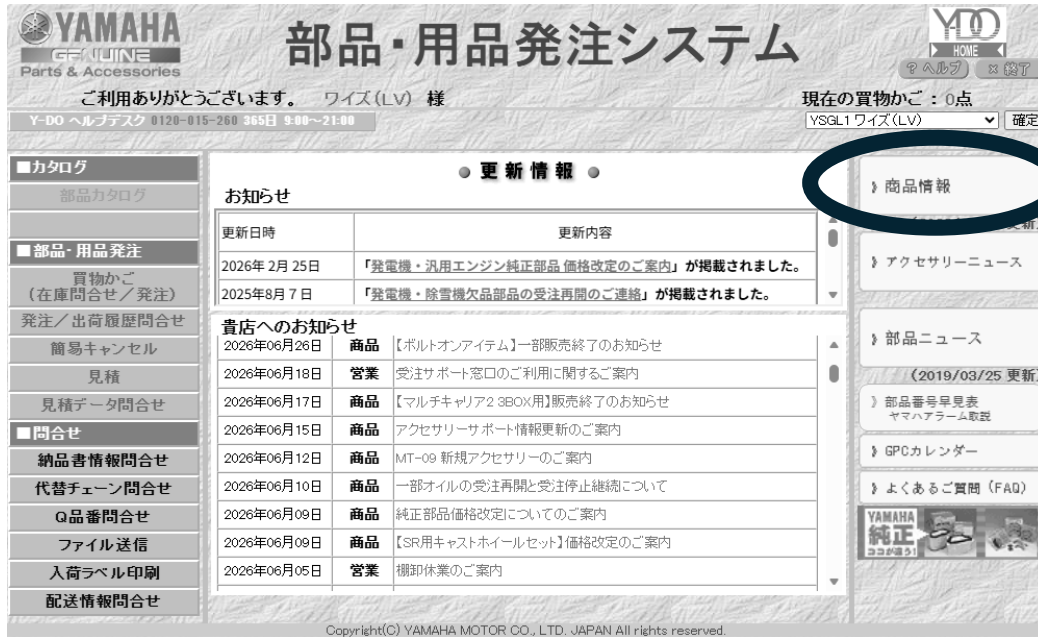 YAMAHA
GENUINE
Parts & Accessories
部品・用品発注システム
Y-DO
HOME
? ヘルプ
× 終了
ご利用ありがとうございます。 ワイズ(LV) 様
現在の買物かご：0点
Y-DO ヘルプデスク 0120-015-260 365日 9:00～21:00
YSGL1 ワイズ(LV)
確定
■カタログ
部品カタログ
■部品・用品発注
買物かご
(在庫問合せ／発注)
発注／出荷履歴問合せ
簡易キャンセル
見積
見積データ問合せ
■問合せ
納品書情報問合せ
代替チェーン問合せ
Q品番問合せ
ファイル送信
入荷ラベル印刷
配送情報問合せ
● 更新情報 ●
お知らせ
更新日時 更新内容
2026年 2月 25日 「発電機・汎用エンジン純正部品 価格改定のご案内」が掲載されました。
2025年8月 7 日 「発電機・除雪機欠品部品の受注再開のご連絡」が掲載されました。
貴店へのお知らせ
2026年06月26日 商品 【ボルトオンアイテム】一部販売終了のお知らせ
2026年06月18日 営業 受注サポート窓口のご利用に関するご案内
2026年06月17日 商品 【マルチキャリア2 3BOX用】販売終了のお知らせ
2026年06月15日 商品 アクセサリーサポート情報更新のご案内
2026年06月12日 商品 MT-09 新規アクセサリーのご案内
2026年06月10日 商品 一部オイルの受注再開と受注停止継続について
2026年06月09日 商品 純正部品価格改定についてのご案内
2026年06月09日 商品 【SR用キャストホイールセット】価格改定のご案内
2026年06月05日 営業 棚卸休業のご案内
》商品情報
》アクセサリーニュース
》部品ニュース
(2019/03/25 更新)
》部品番号早見表
ヤマハアラーム取説
》GPCカレンダー
》よくあるご質問（FAQ）
YAMAHA
純正
ココが違う!
Copyright(C) YAMAHA MOTOR CO., LTD. JAPAN All rights reserved.